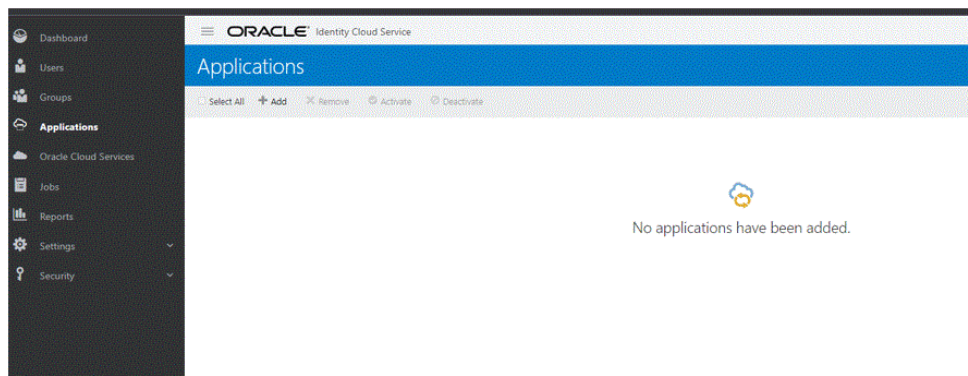 Dashboard
Users
Groups
Applications
Oracle Cloud Services
Jobs
Reports
Settings
Security
ORACLE Identity Cloud Service
Applications
Select All Add Remove Activate Deactivate
No applications have been added.